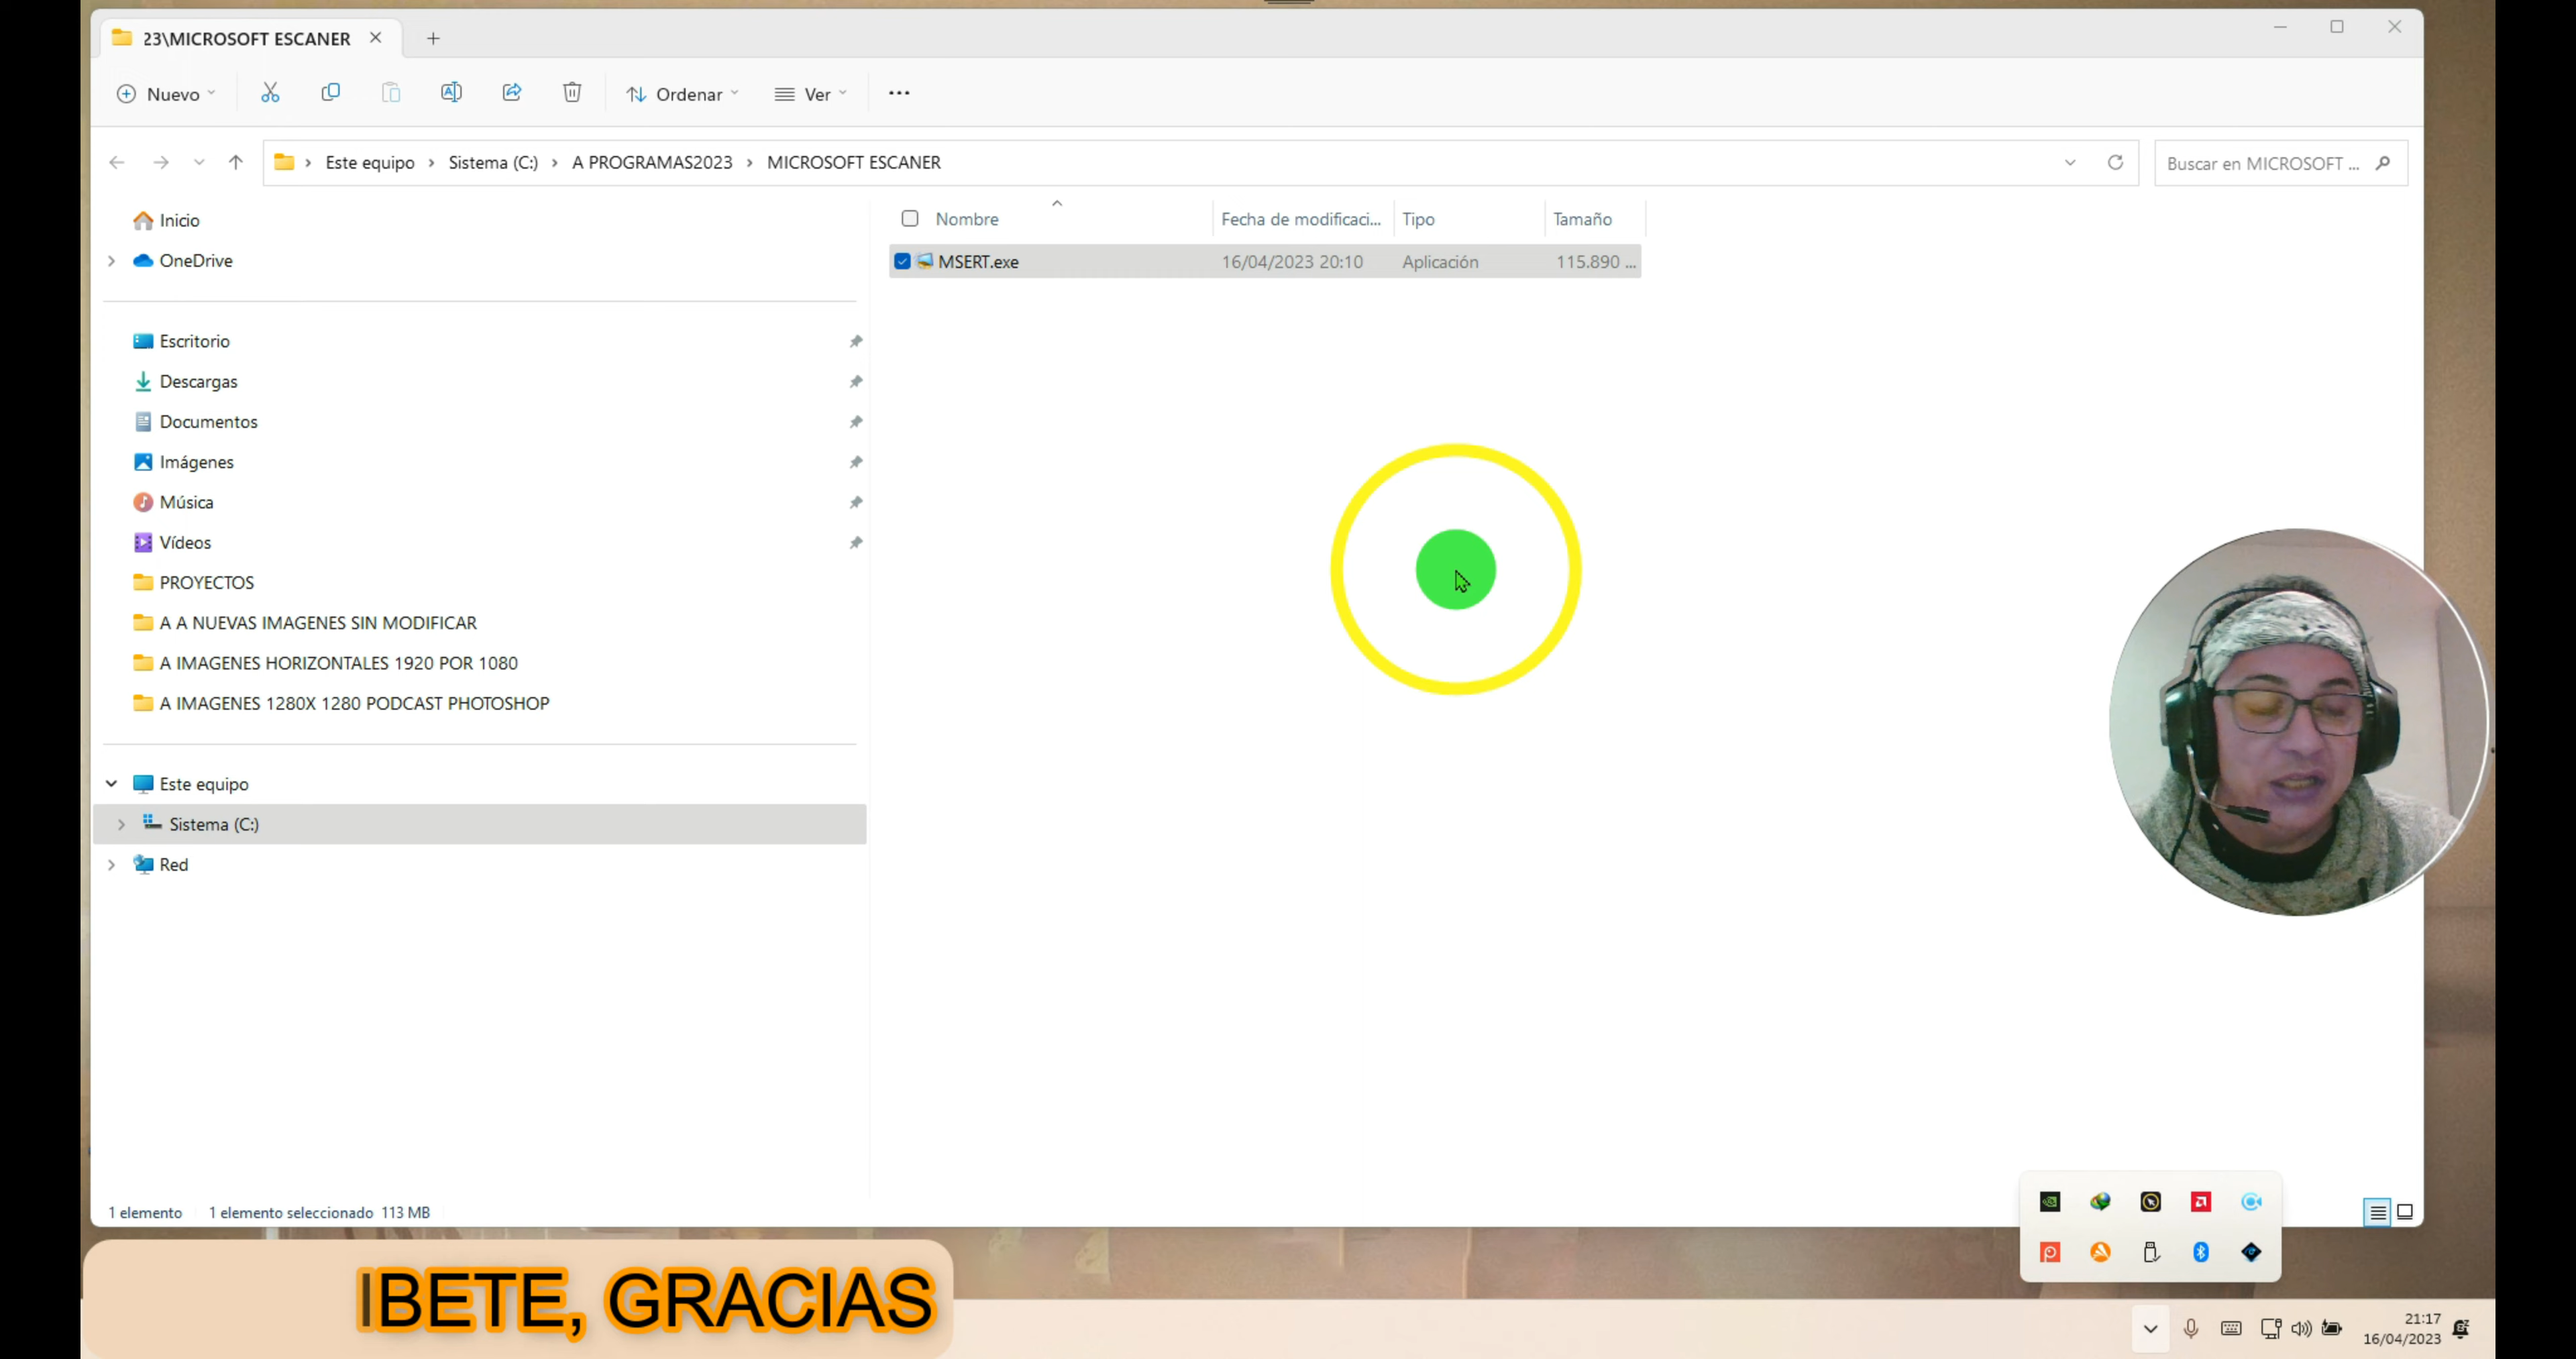 23\MICROSOFT ESCANER
Nuevo
Ordenar
Ver
Este equipo > Sistema (C:) > A PROGRAMAS2023 > MICROSOFT ESCANER
Buscar en MICROSOFT ...
Inicio
OneDrive
Escritorio
Descargas
Documentos
Imágenes
Música
Vídeos
PROYECTOS
A A NUEVAS IMAGENES SIN MODIFICAR
A IMAGENES HORIZONTALES 1920 POR 1080
A IMAGENES 1280X 1280 PODCAST PHOTOSHOP
Este equipo
Sistema (C:)
Red
Nombre Fecha de modificaci... Tipo Tamaño
MSERT.exe 16/04/2023 20:10 Aplicación 115.890 ...
1 elemento 1 elemento seleccionado 113 MB
IBETE, GRACIAS
21:17
16/04/2023